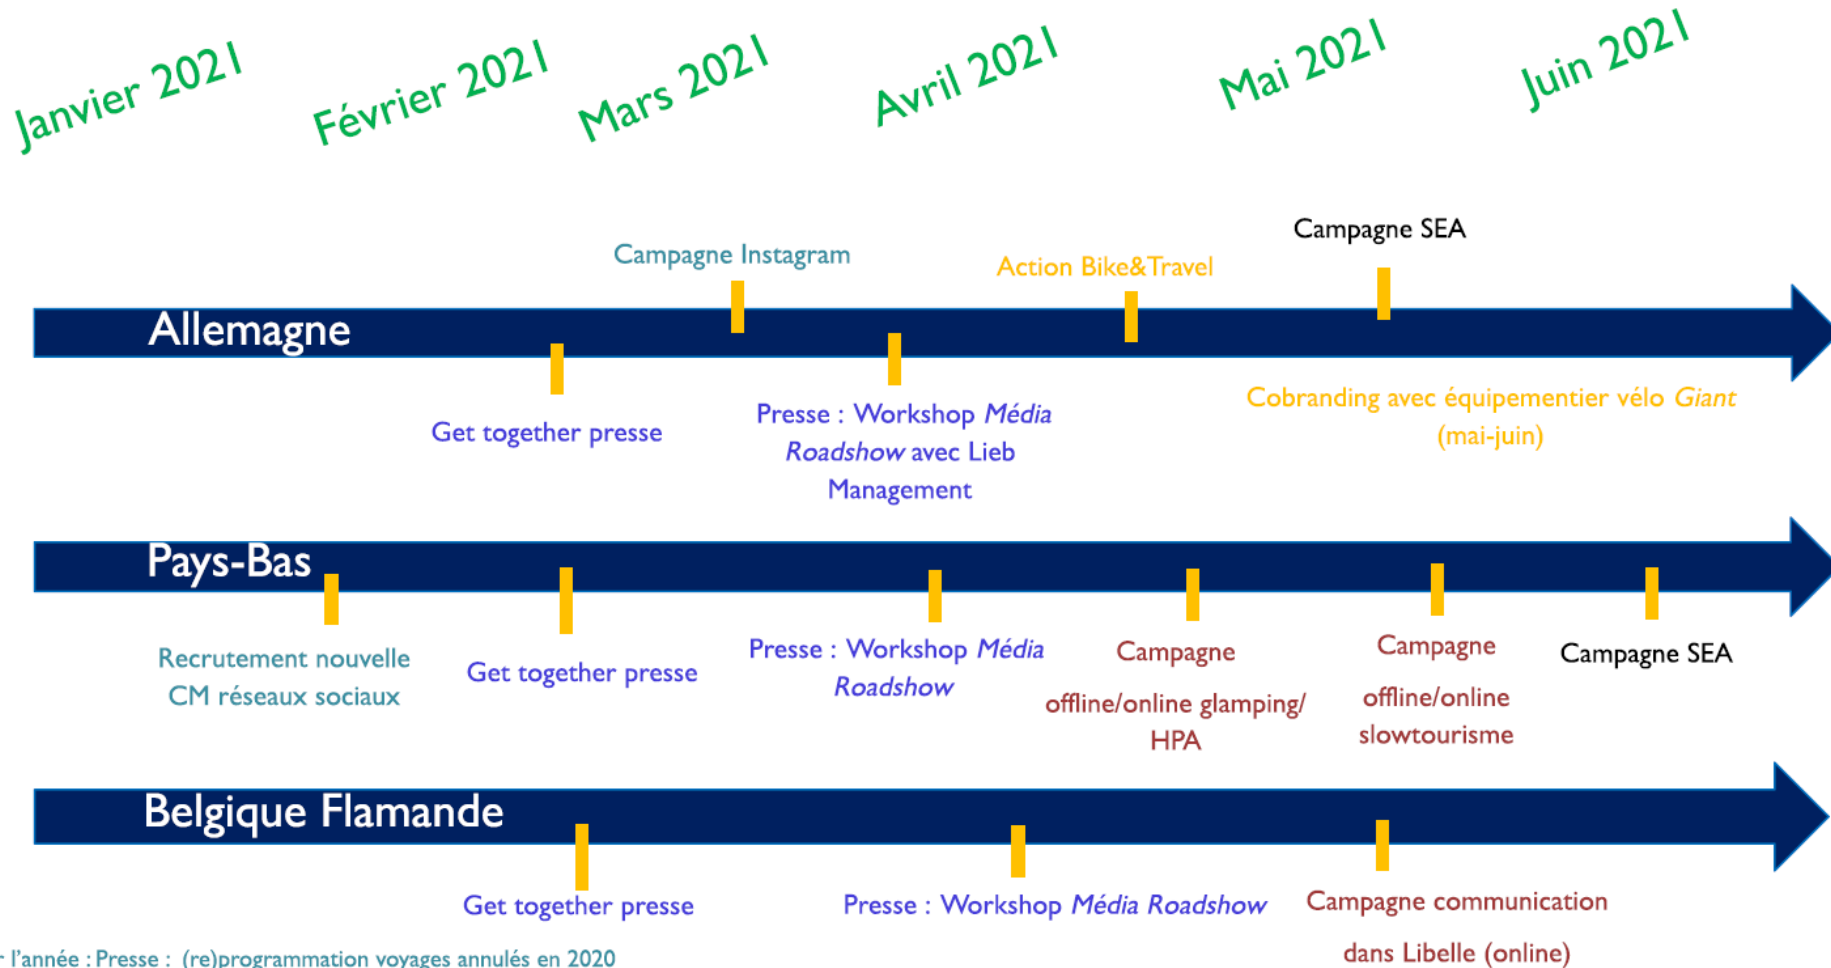 Janvier 2021
Février 2021
Mars 2021
Avril 2021
Mai 2021
Juin 2021
Campagne SEA
Campagne Instagram
Action Bike&Travel
Allemagne
Get together presse
Presse : Workshop Média
Roadshow avec Lieb
Management
Cobranding avec équipementier vélo Giant
(mai-juin)
Pays-Bas
Recrutement nouvelle
CM réseaux sociaux
Get together presse
Presse : Workshop Média
Roadshow
Campagne
offline/online glamping/
HPA
Campagne
offline/online
slowtourisme
Campagne SEA
Belgique Flamande
Get together presse
Presse : Workshop Média Roadshow
Campagne communication
dans Libelle (online)
r l'année : Presse : (re)programmation voyages annulés en 2020